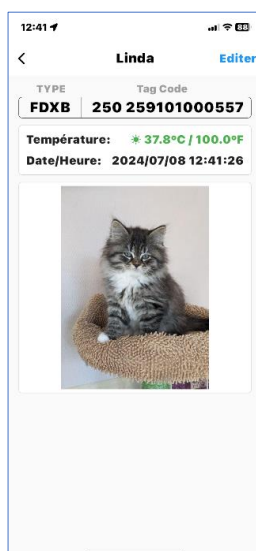 12:41 88
Linda Editer
TYPE Tag Code
FDXB 250 259101000557
Température: 37.8°C / 100.0°F
Date/Heure: 2024/07/08 12:41:26